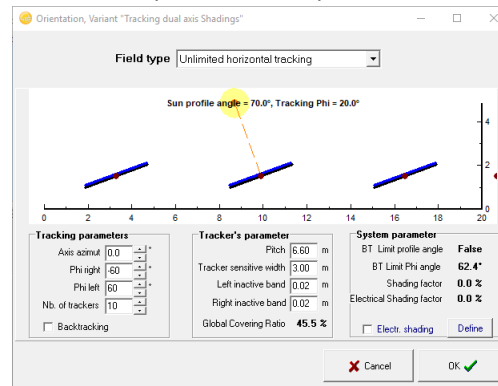 Orientation, Variant "Tracking dual axis Shadings"
Field type Unlimited horizontal tracking
Sun profile angle = 70.0°, Tracking Phi = 20.0°
4
2
0
0 2 4 6 8 10 12 14 16 18 20
Tracking parameters
Axis azimut 0.0 °
Phi right -60 °
Phi left 60 °
Nb. of trackers 10
Backtracking
Tracker's parameter
Pitch 6.60 m
Tracker sensitive width 3.00 m
Left inactive band 0.02 m
Right inactive band 0.02 m
Global Covering Ratio 45.5 %
System parameter
BT Limit profile angle False
BT Limit Phi angle 62.4°
Shading factor 0.0 %
Electrical Shading factor 0.0 %
Electr. shading Define
Cancel OK